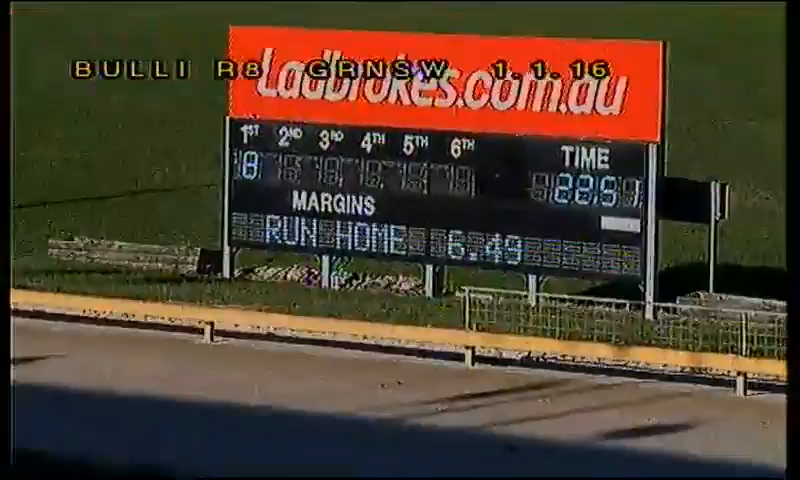 BULLI R8 GRNSW 1.1.16
Ladbrokes.com.au
1ST 2ND 3RD 4TH 5TH 6TH TIME
8
MARGINS
RUN HOME 6.49